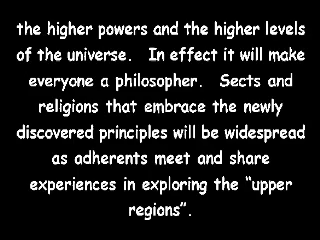 the higher powers and the higher levels
of the universe.  In effect it will make
everyone a philosopher.  Sects and
religions that embrace the newly
discovered principles will be widespread
as adherents meet and share
experiences in exploring the “upper
regions”.